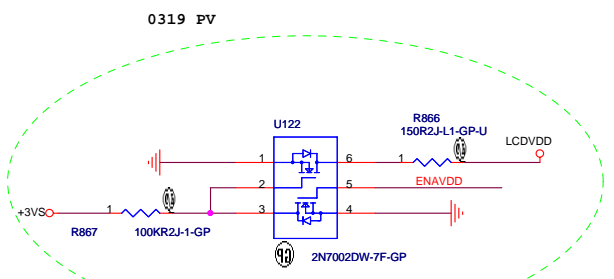 0319 PV
R866
150R2J-L1-GP-U
LCDVDD
U122
1
6
1
2
5
ENAVDD
+3VS
1
3
4
R867
100KR2J-1-GP
2N7002DW-7F-GP
GP